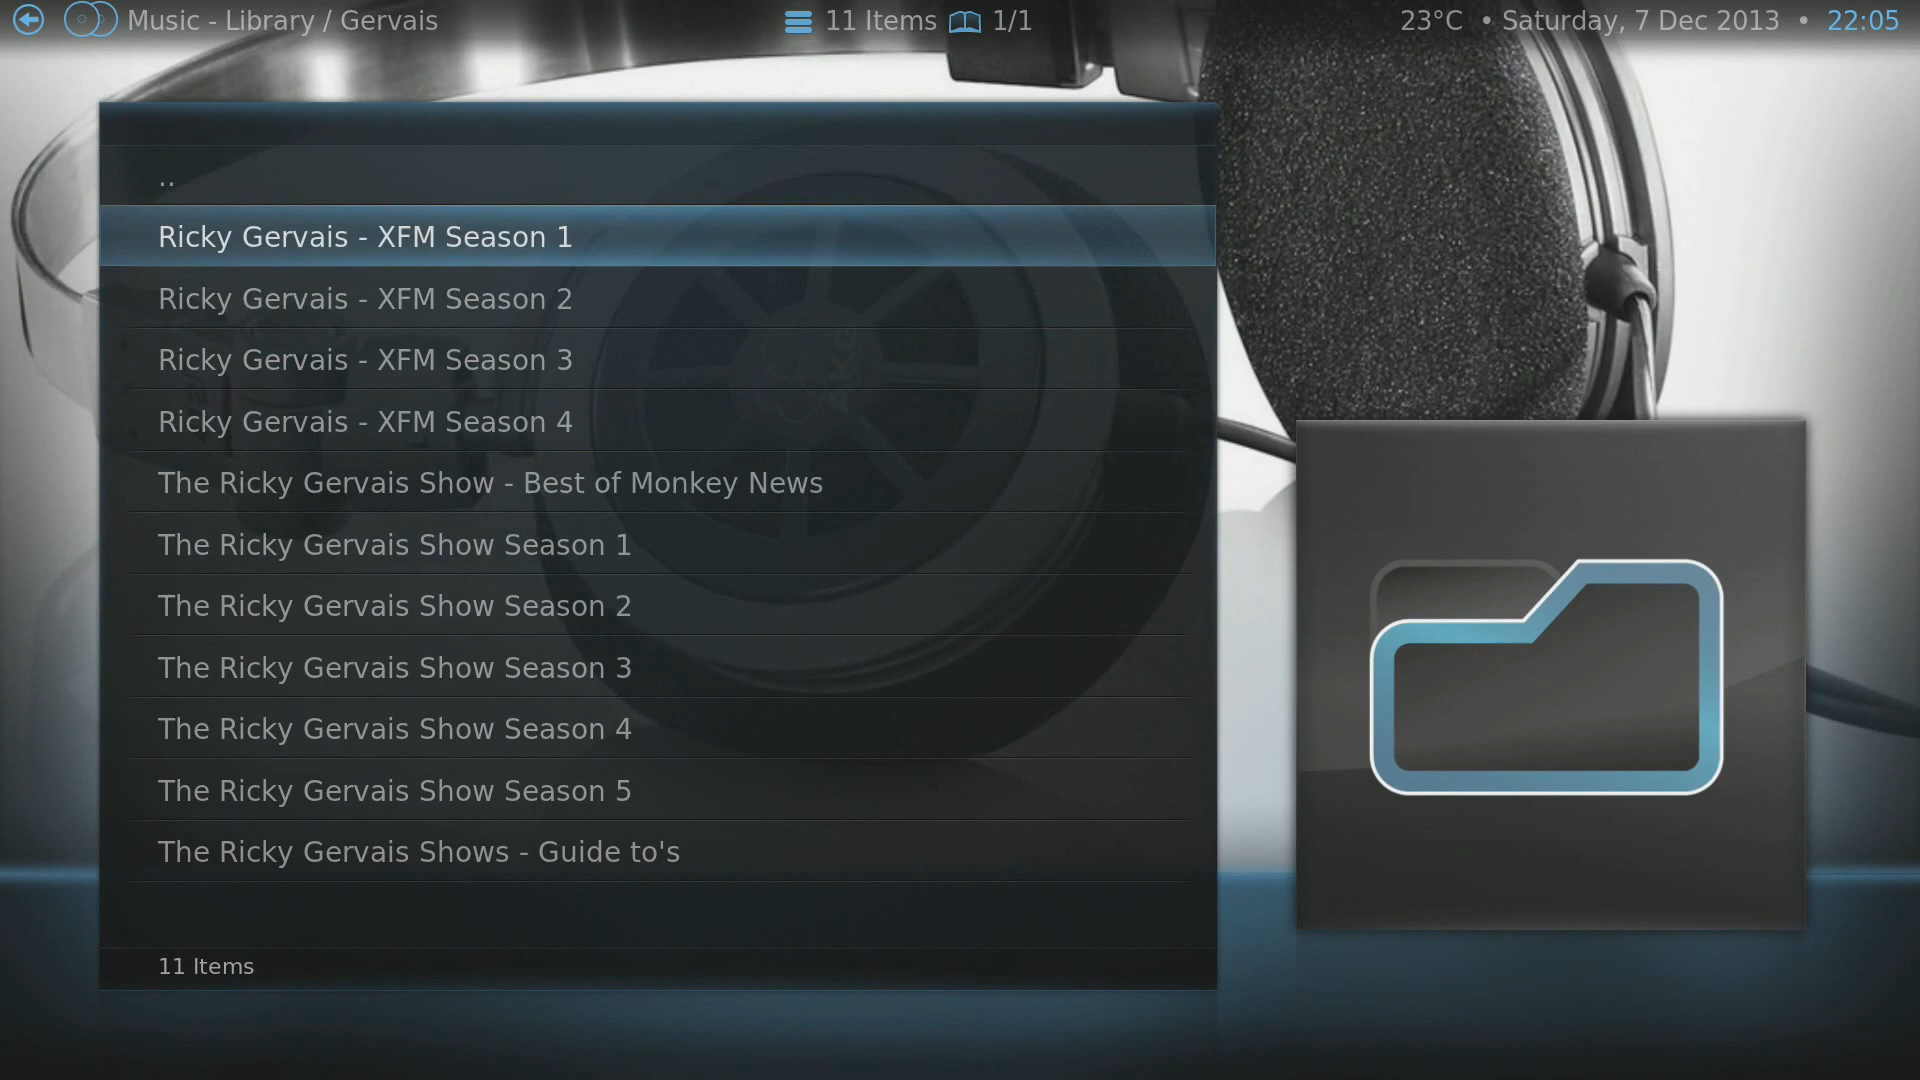 Music - Library / Gervais
11 Items 1/1
23°C • Saturday, 7 Dec 2013 • 22:05
..
Ricky Gervais - XFM Season 1
Ricky Gervais - XFM Season 2
Ricky Gervais - XFM Season 3
Ricky Gervais - XFM Season 4
The Ricky Gervais Show - Best of Monkey News
The Ricky Gervais Show Season 1
The Ricky Gervais Show Season 2
The Ricky Gervais Show Season 3
The Ricky Gervais Show Season 4
The Ricky Gervais Show Season 5
The Ricky Gervais Shows - Guide to's
11 Items